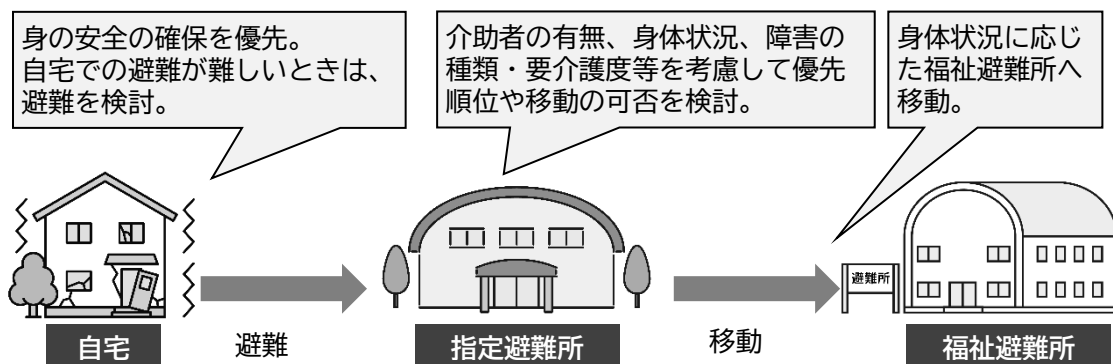 身の安全の確保を優先。
自宅での避難が難しいときは、
避難を検討。
介助者の有無、身体状況、障害の
種類・要介護度等を考慮して優先
順位や移動の可否を検討。
身体状況に応じ
た福祉避難所へ
移動。
避難所
自宅
避難
指定避難所
移動
福祉避難所